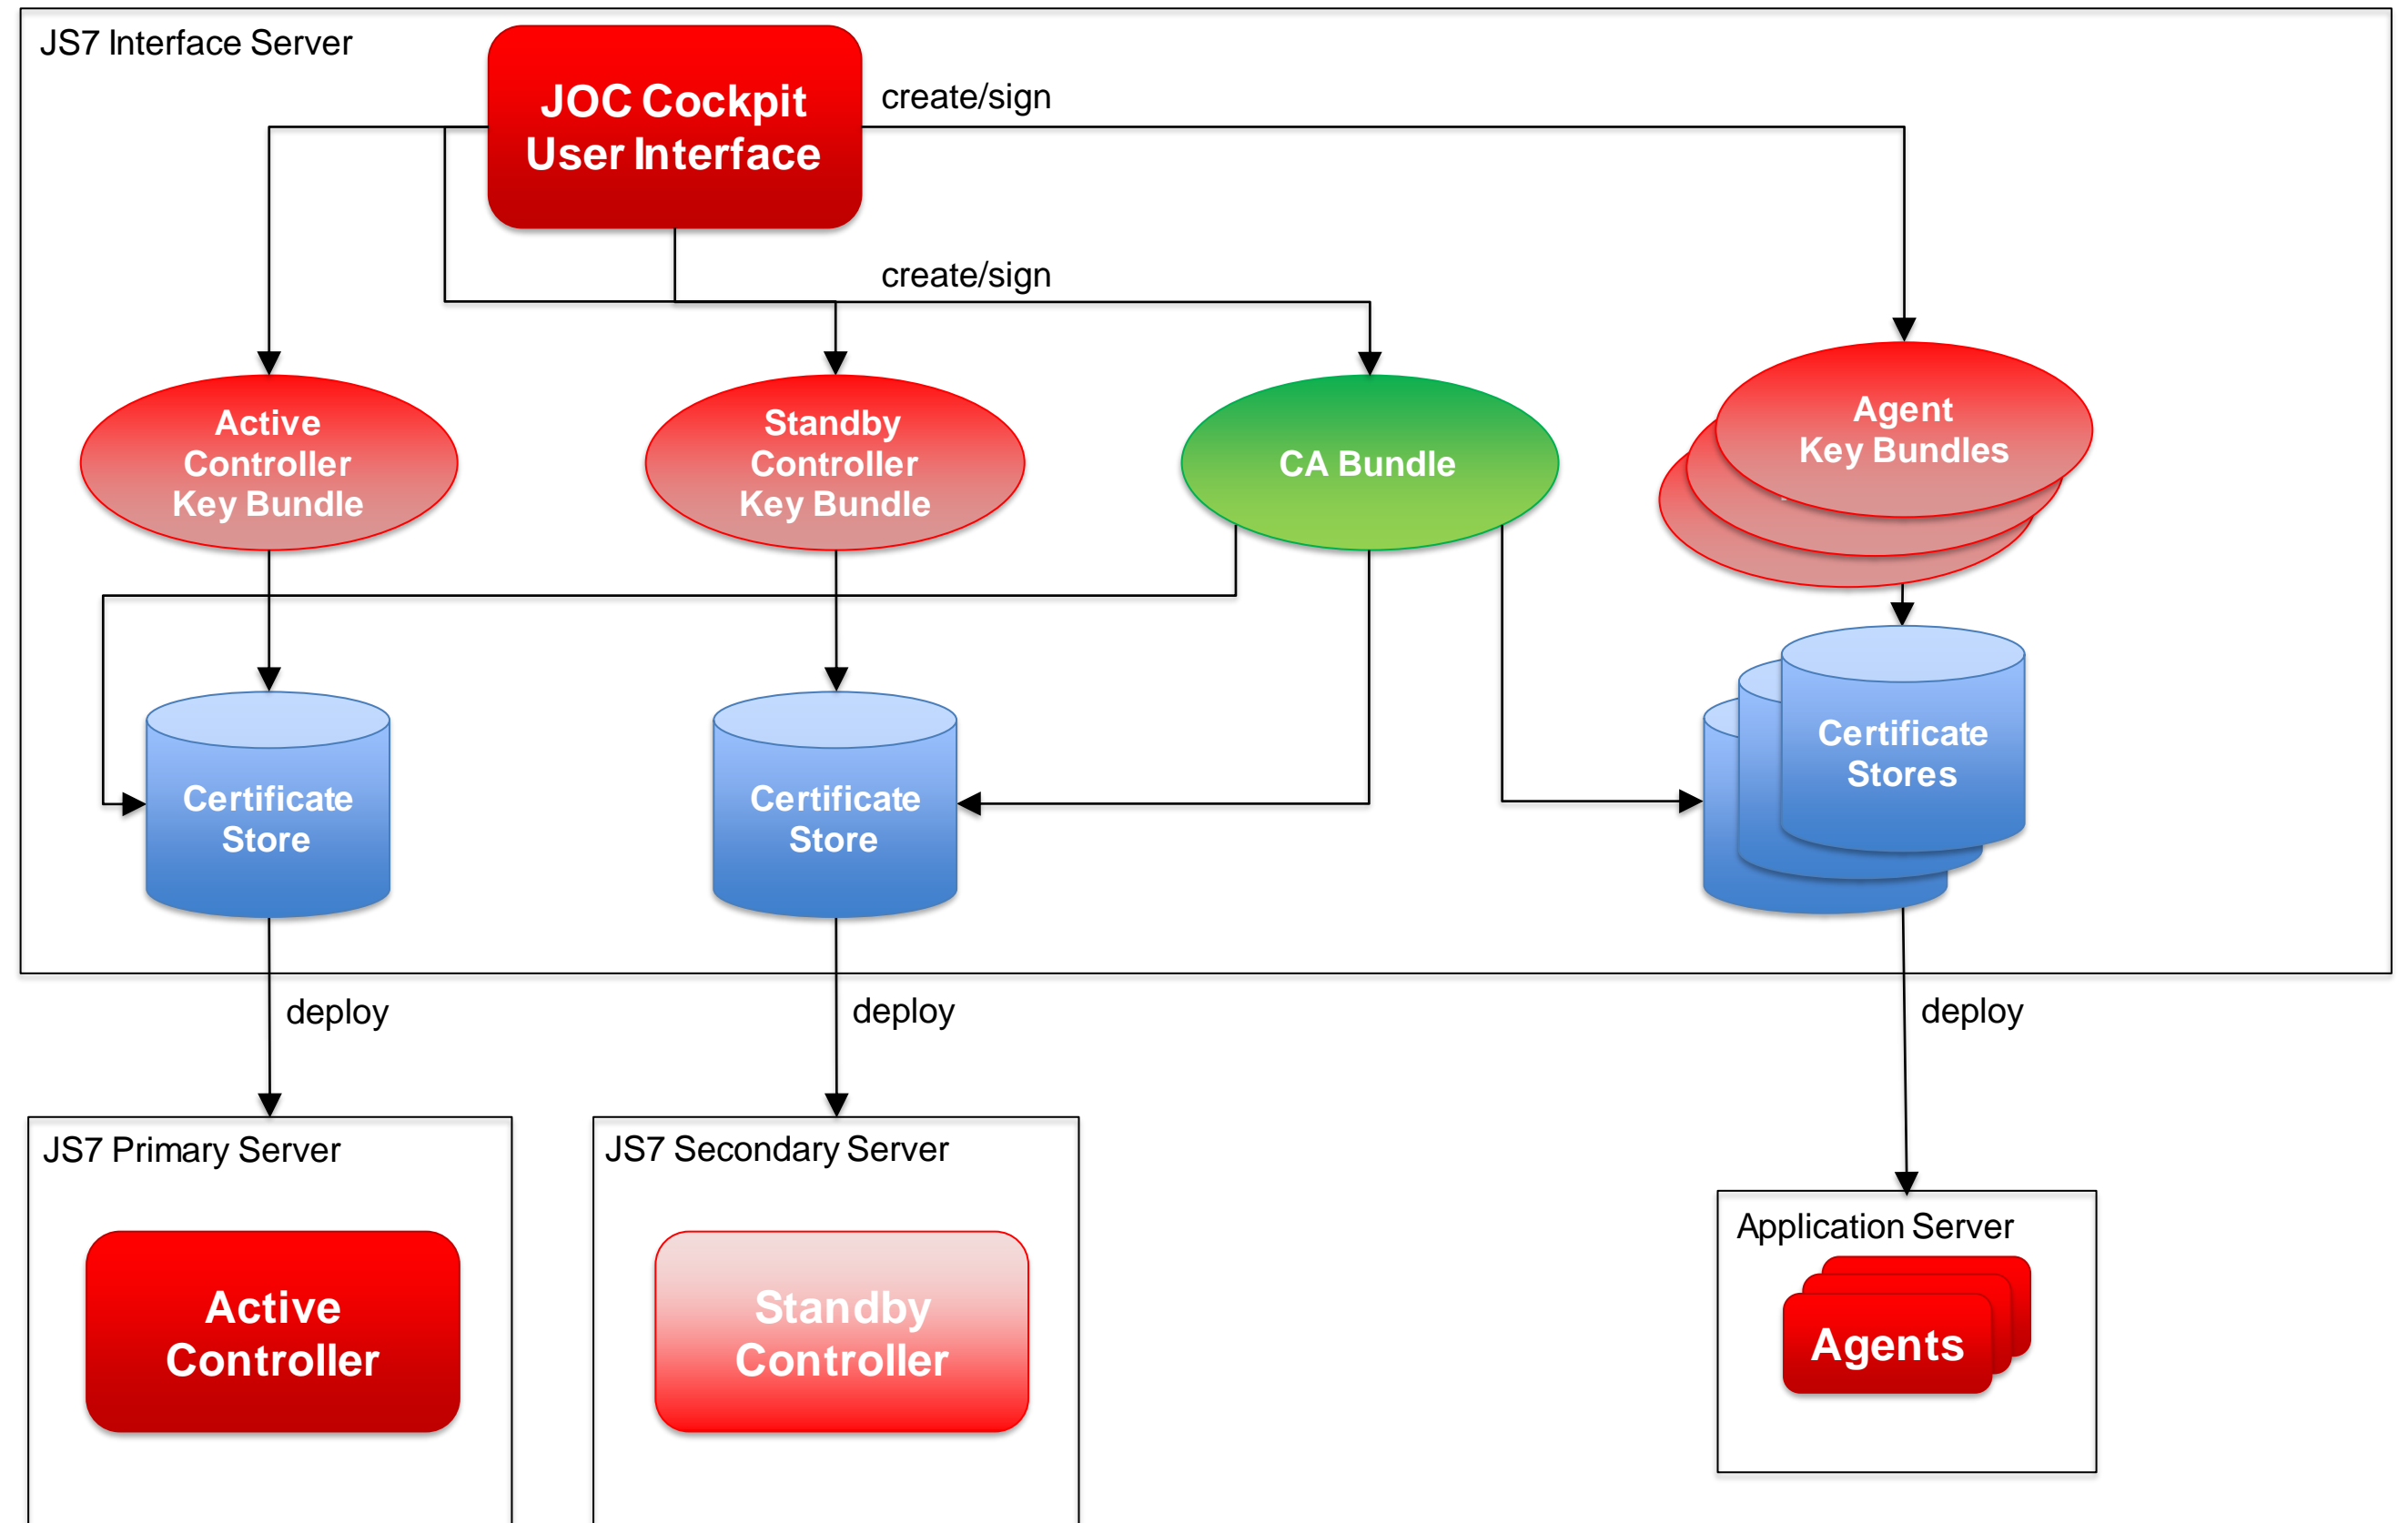 JS7 Interface Server
JOC Cockpit
User Interface
create/sign
create/sign
Active
Controller
Key Bundle
Standby
Controller
Key Bundle
CA Bundle
Agent
Key Bundles
Certificate
Store
Certificate
Store
Certificate
Stores
deploy
deploy
deploy
JS7 Primary Server
Active
Controller
JS7 Secondary Server
Standby
Controller
Application Server
Agents